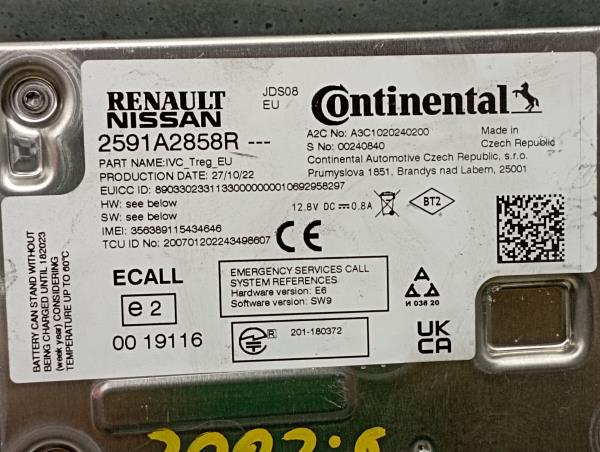 RENAULT
NISSAN
JDS08
EU
Continental
2591A2858R ---
PART NAME:IVC_Treg_EU
PRODUCTION DATE: 27/10/22
EUICC ID: 89033023311330000000010692958297
HW: see below
SW: see below
IMEI: 356389115434646
TCU ID No: 200701202243498607
A2C No: A3C1020240200
S No: 00240840
Made in
Czech Republic
Continental Automotive Czech Republic, s.r.o.
Prumyslova 1851, Brandys nad Labem, 25001
12.8V DC ⎓ 0.8A
BT2
CE
BATTERY CAN STAND WITHOUT
BEING CHARGED UNTIL 182023
(week year) CONSIDERING
TEMPERATURE UP TO 60°C
ECALL
e 2
00 19116
EMERGENCY SERVICES CALL
SYSTEM REFERENCES
Hardware version: E6
Software version: SW9
R 201-180372
И 038 20
UK
CA